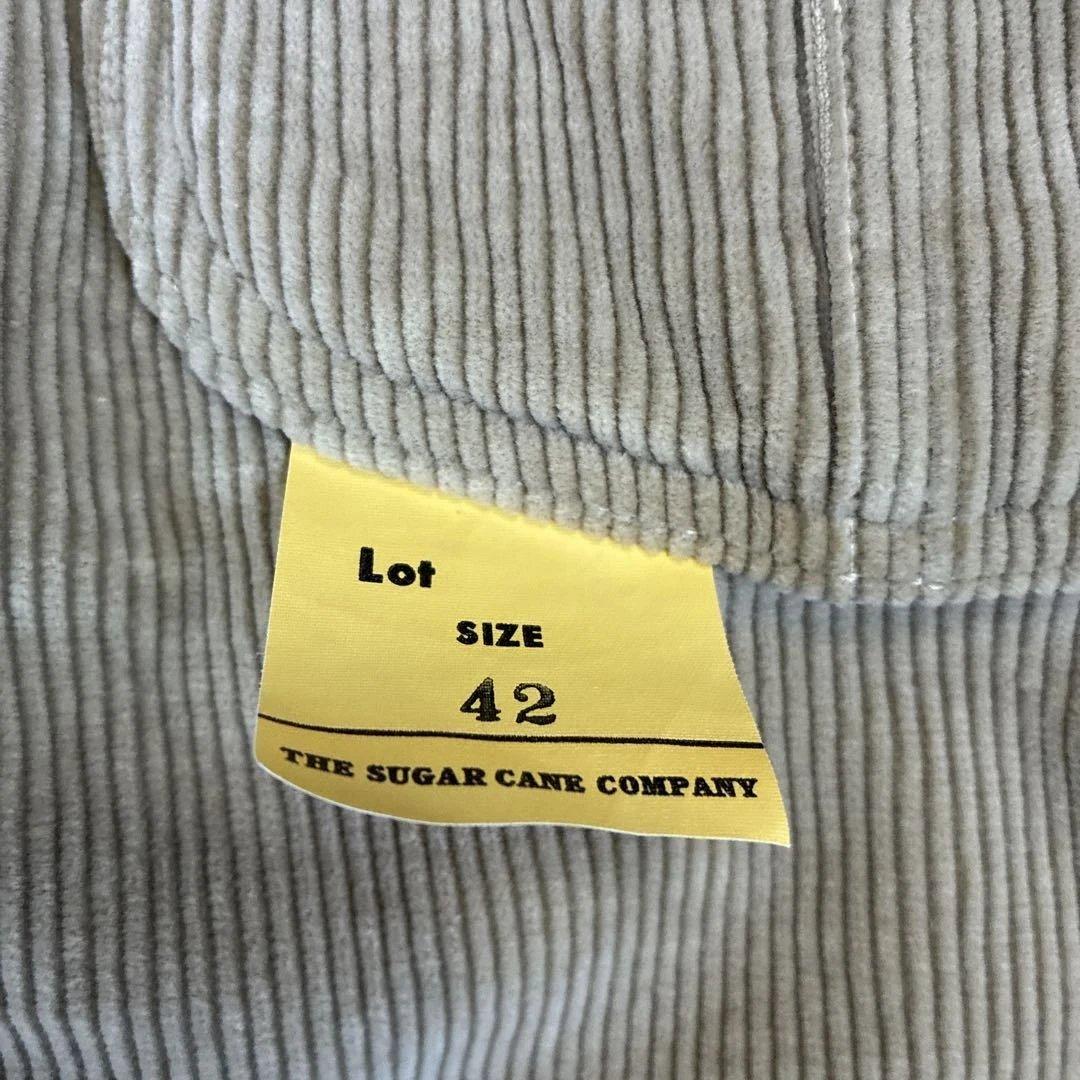 Lot
SIZE
42
THE SUGAR CANE COMPANY